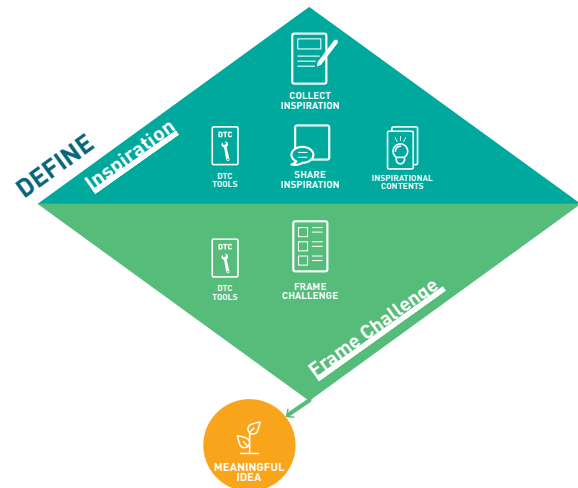 COLLECT
INSPIRATION
DEFINE
Inspiration
DTC
DTC
TOOLS
SHARE
INSPIRATION
INSPIRATIONAL
CONTENTS
DTC
DTC
TOOLS
FRAME
CHALLENGE
Frame Challenge
MEANINGFUL
IDEA